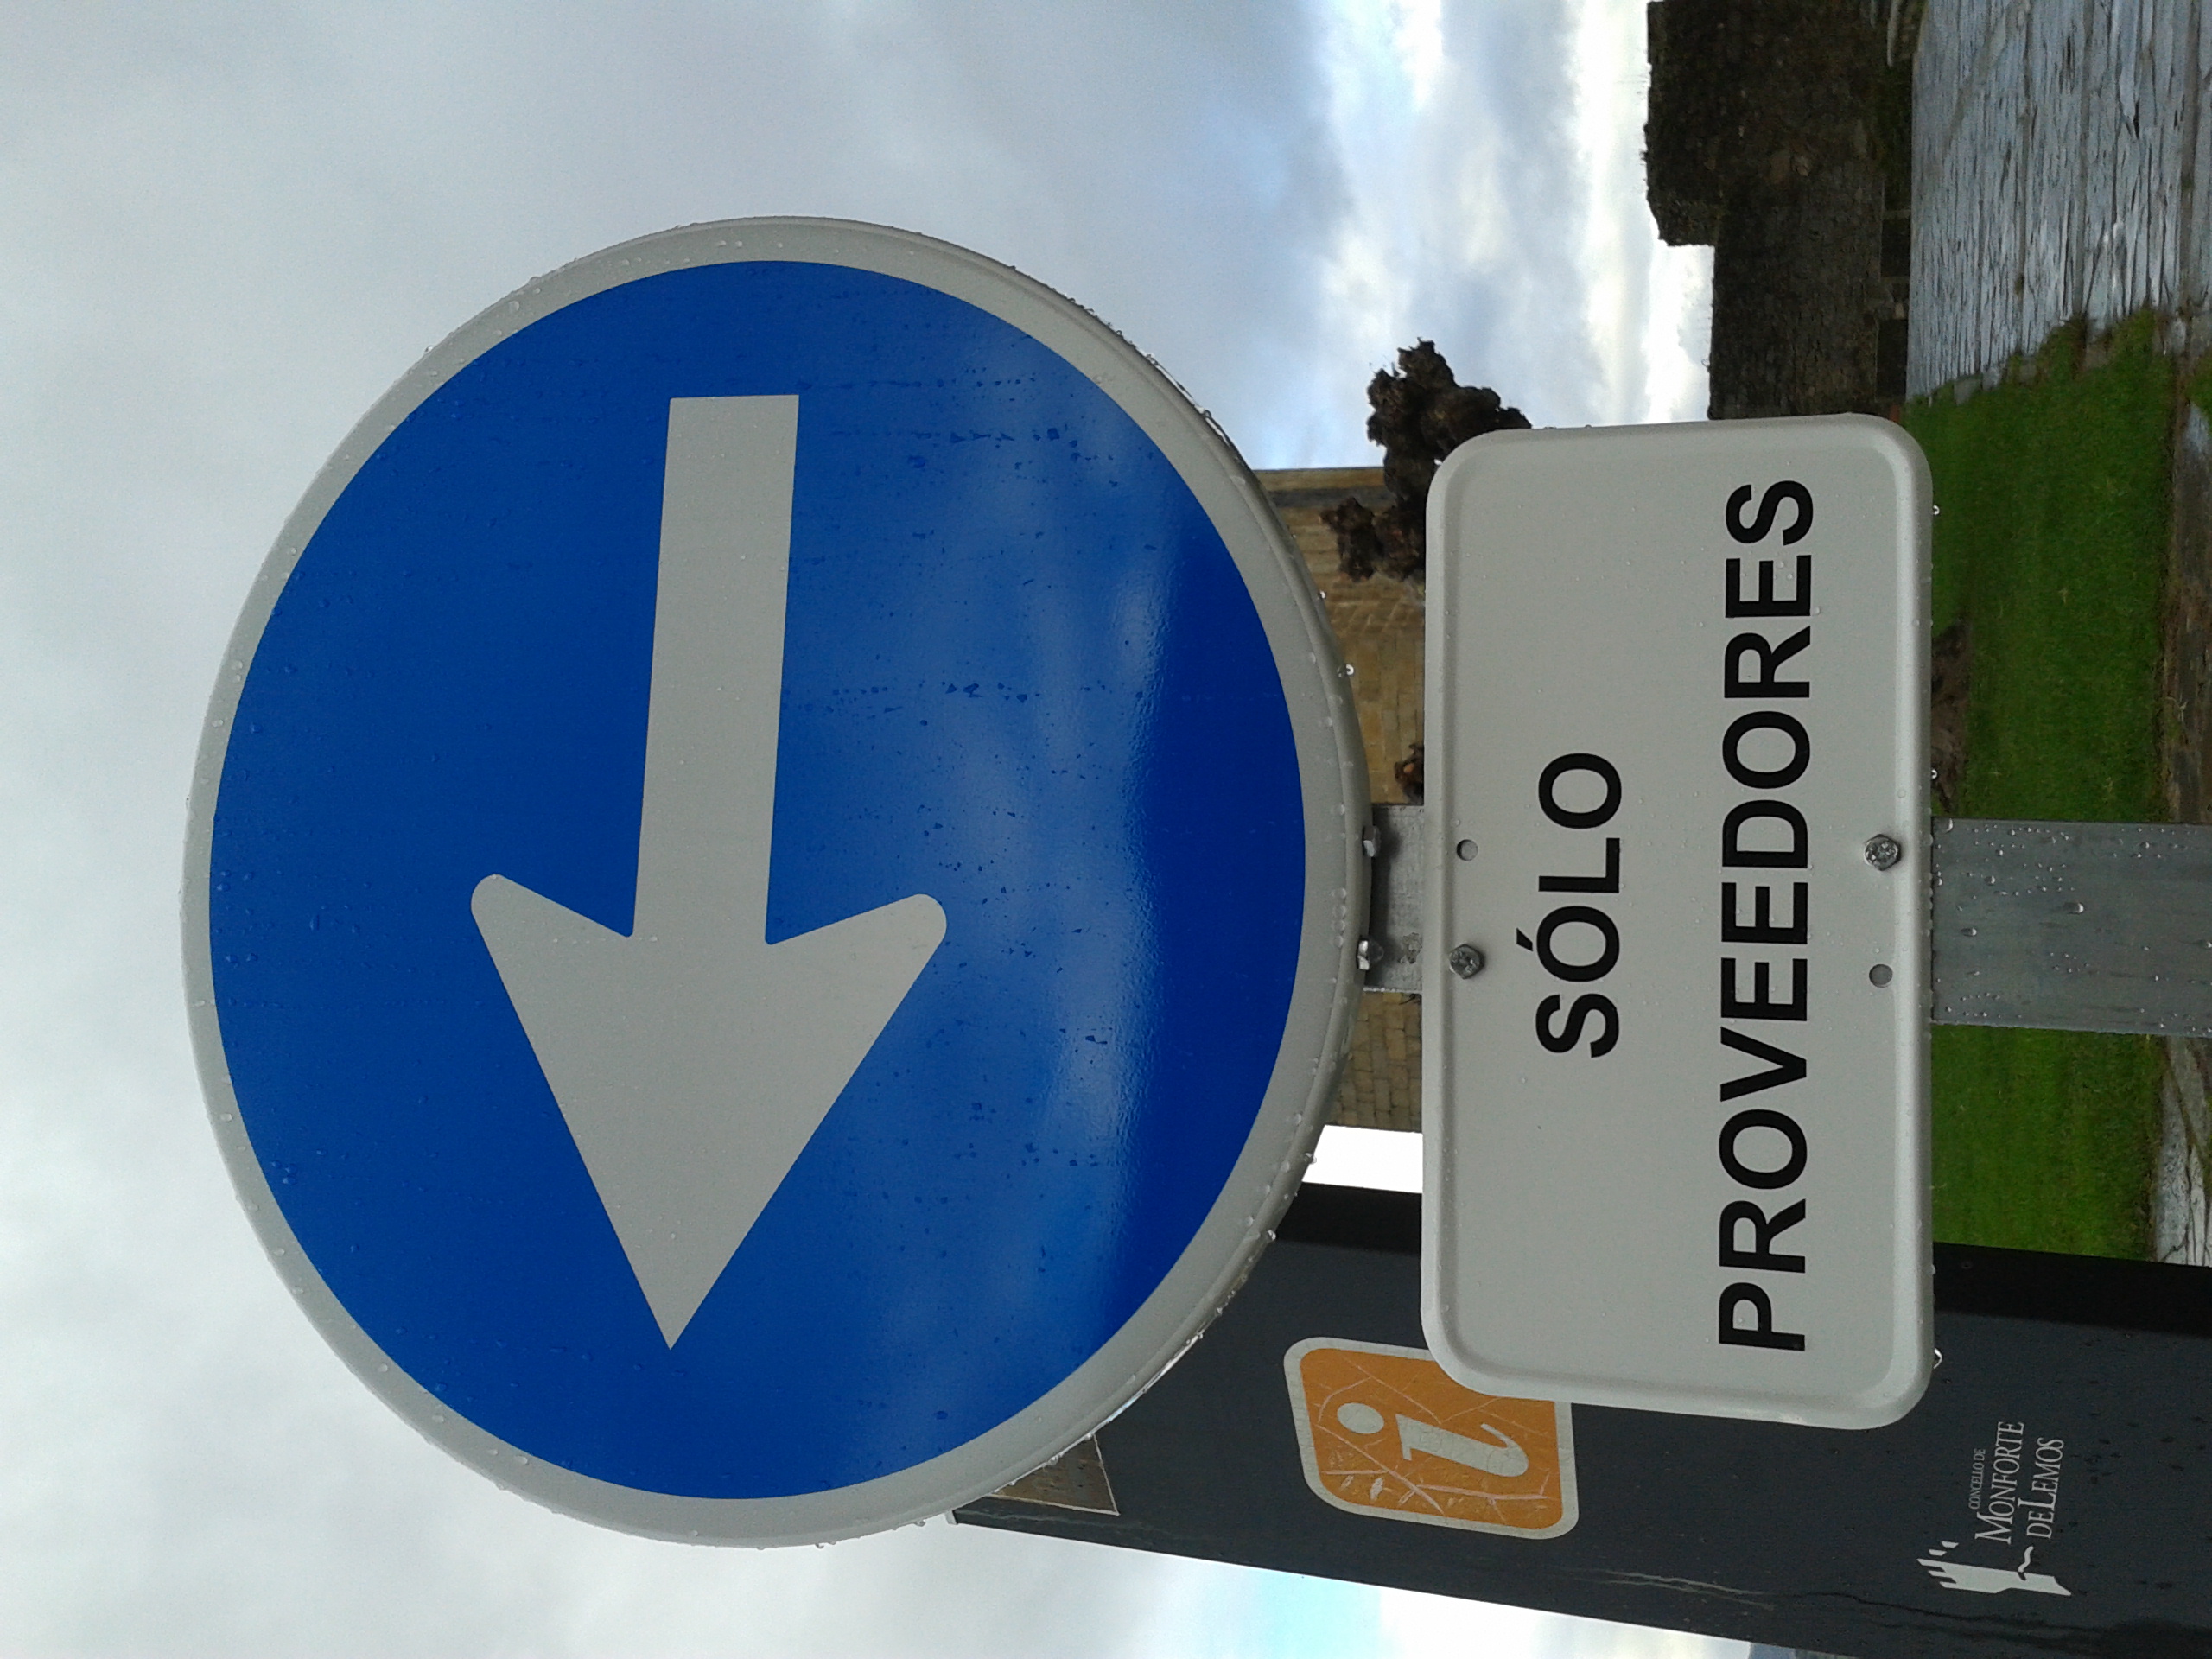 SÓLO
PROVEEDORES
i
CONCELLO DE
MONFORTE
DE LEMOS